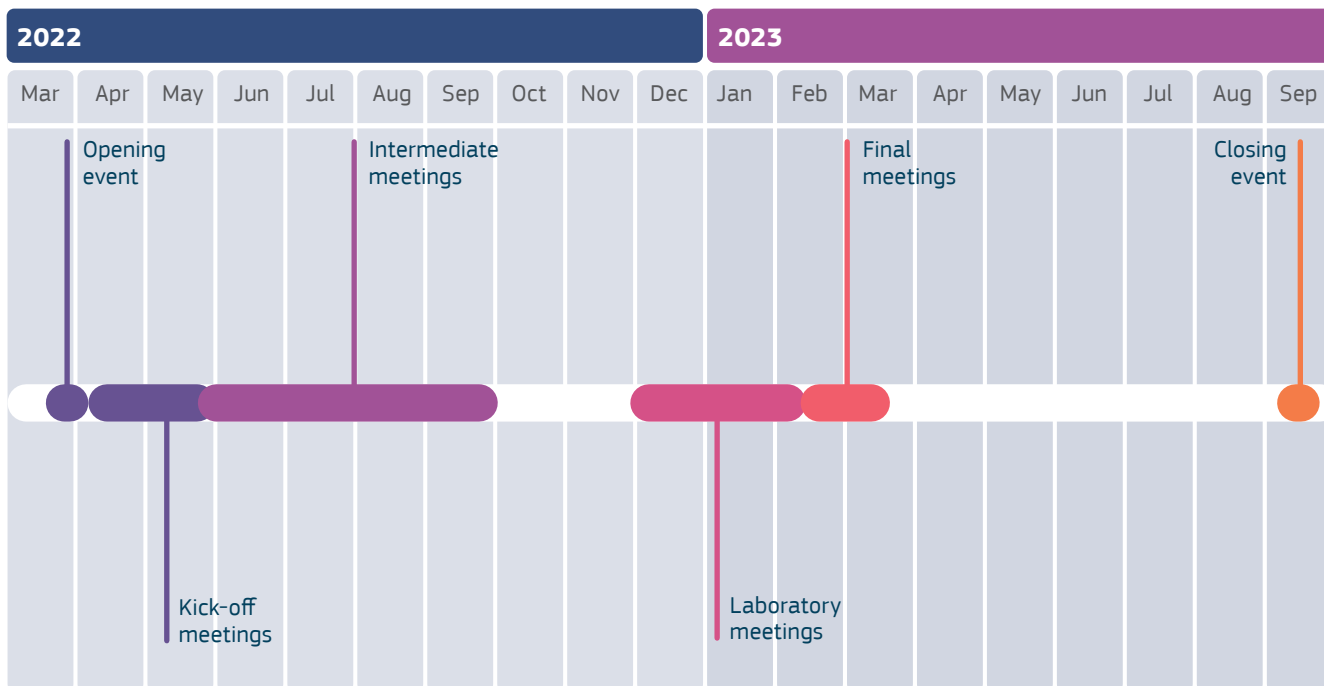 2022 2023
Mar Apr May Jun Jul Aug Sep Oct Nov Dec Jan Feb Mar Apr May Jun Jul Aug Sep
Opening
event
Intermediate
meetings
Final
meetings
Closing
event
Kick-off
meetings
Laboratory
meetings